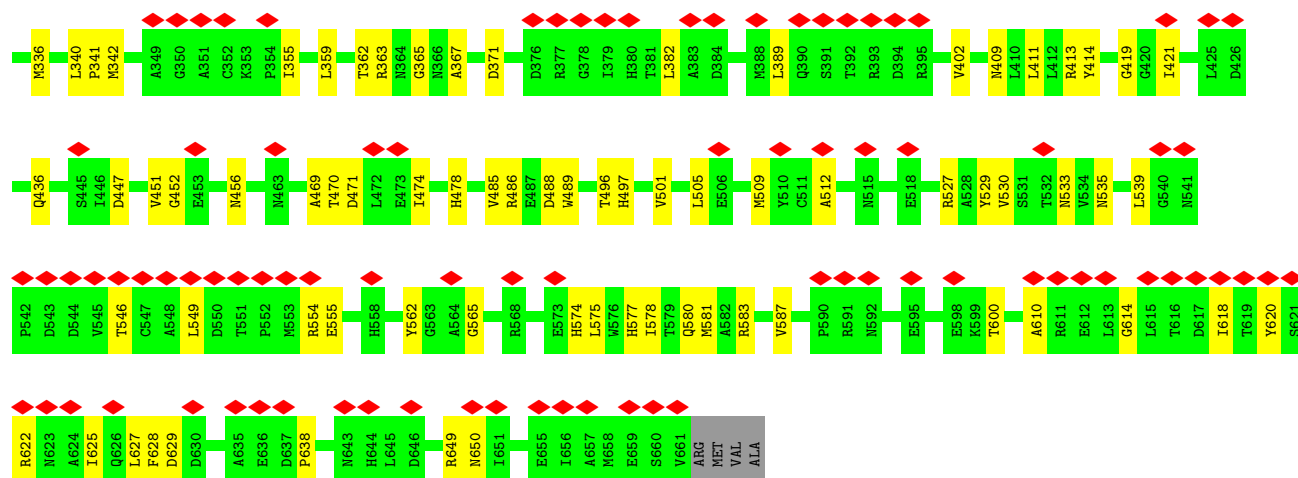 M336 L340 P341 M342 A349 G350 A351 C352 K353 P354 I355 L359 T362 R363 N364 G365 N366 A367 D371 D376 R377 G378 I379 H380 T381 L382 A383 D384 M388 L389 Q390 S391 T392 R393 D394 R395 V402 N409 L410 L411 L412 R413 Y414 G419 G420 I421 L425 D426
Q436 S445 I446 D447 V451 G452 E453 N456 N463 A469 T470 D471 L472 E473 I474 H478 V485 R486 E487 D488 W489 T496 H497 V501 L505 E506 M509 Y510 C511 A512 N515 E518 R527 A528 Y529 V530 S531 T532 N533 V534 N535 L539 G540 N541
P542 D543 D544 V545 T546 C547 A548 L549 D550 T551 P552 M553 R554 E555 H558 Y562 G563 A564 G565 R568 E573 H574 L575 W576 H577 I578 T579 Q580 M581 A582 R583 V587 P590 R591 N592 E595 E598 K599 T600 A610 R611 E612 L613 G614 L615 T616 D617 I618 T619 Y620 S621
R622 N623 A624 I625 Q626 L627 F628 D629 D630 A635 E636 D637 P638 N643 H644 L645 D646 R649 N650 I651 E655 I656 A657 M658 E659 S660 V661 ARG MET VAL ALA